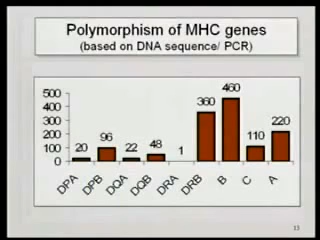 Polymorphism of MHC genes
(based on DNA sequence/ PCR)
500
400
300
200
100
0
20
96
22
48
1
360
460
110
220
DPA
DPB
DQA
DQB
DRA
DRB
B
C
A
13